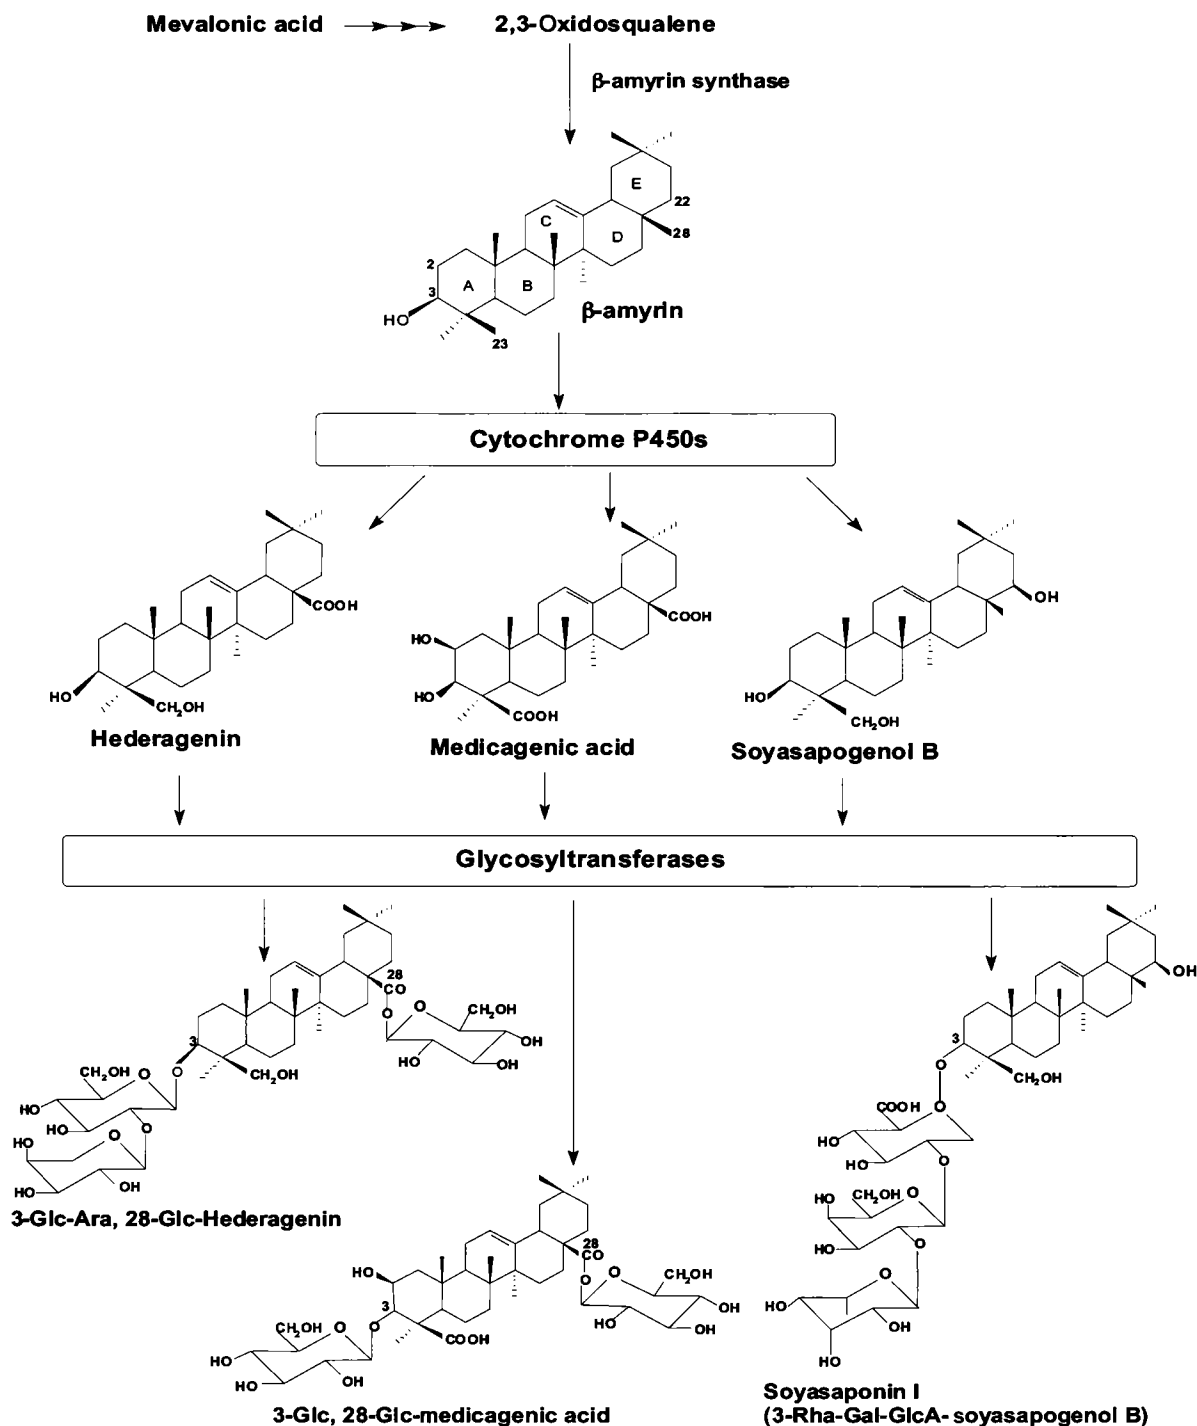 Mevalonic acid 2,3-Oxidosqualene
β-amyrin synthase
E
22
C
D
28
2
A
B
3
HO
β-amyrin
23
Cytochrome P450s
COOH
HO
CH2OH
Hederagenin
HO
COOH
HO
COOH
Medicagenic acid
OH
HO
CH2OH
Soyasapogenol B
Glycosyltransferases
28
CO
O
O
CH2OH
OH
HO
OH
3
O
CH2OH
CH2OH
O
HO
HO
O
HO
O
HO
OH
3-Glc-Ara, 28-Glc-Hederagenin
28
CO
O
O
CH2OH
OH
HO
OH
HO
3
O
COOH
CH2OH
O
HO
HO
OH
3-Glc, 28-Glc-medicagenic acid
OH
3
O
CH2OH
COOH
O
HO
HO
O
HO
CH2OH
O
HO
O
O
HO
OH
HO
Soyasaponin I
(3-Rha-Gal-GlcA- soyasapogenol B)